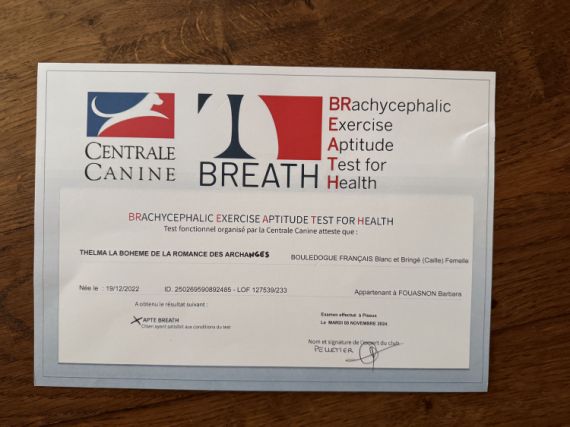 CENTRALE
CANINE
BREATH
BRachycephalic
Exercise
Aptitude
Test for
Health
BRACHYCEPHALIC EXERCISE APTITUDE TEST FOR HEALTH
Test fonctionnel organisé par la Centrale Canine atteste que :
THELMA LA BOHEME DE LA ROMANCE DES ARCHANGES
BOULEDOGUE FRANÇAIS Blanc et Bringé (Caille) Femelle
Née le : 19/12/2022 ID. 250269590892485 - LOF 127539/233 Appartenant à FOUASNON Barbara
A obtenu le résultat suivant :
APTE BREATH
Chien ayant satisfait aux conditions du test
Examen effectué à
Le MARDI 05 NOVEMBRE 2024
Nom et signature de l'expert du club
PELLETIER